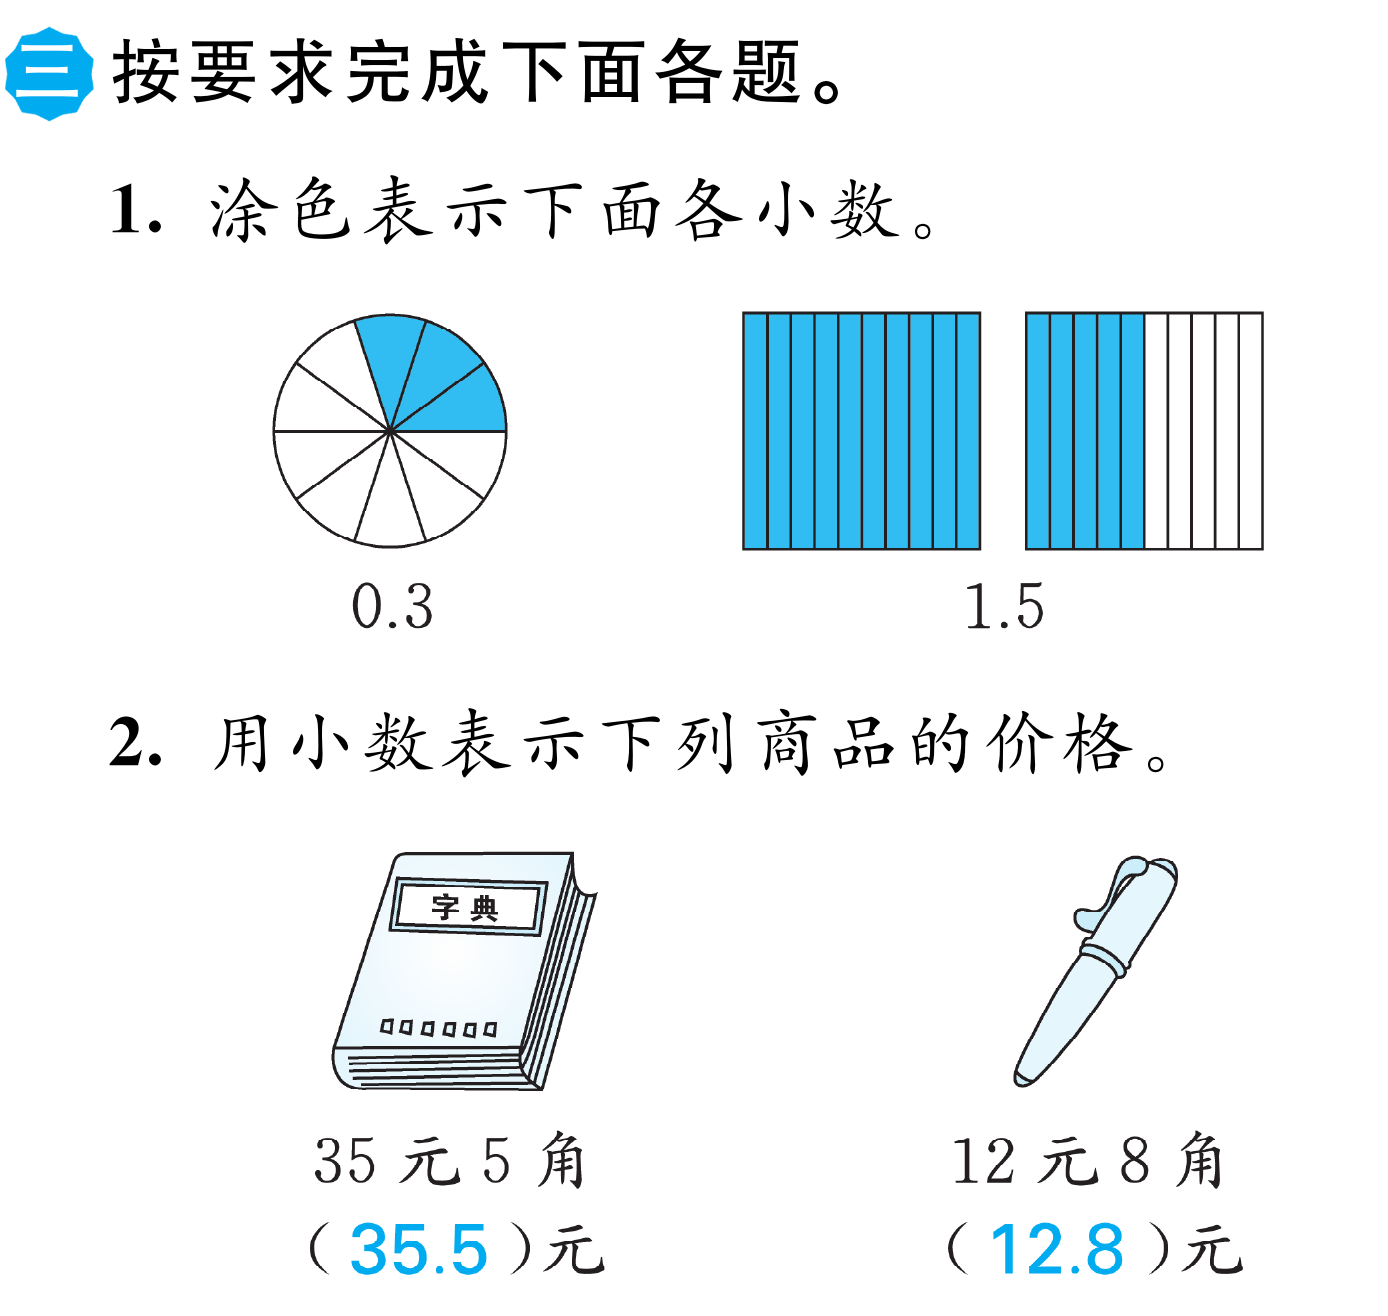 三 按要求完成下面各题。
1. 涂色表示下面各小数。
0.3 1.5
2. 用小数表示下列商品的价格。
字典
35元5角 12元8角
(35.5)元 (12.8)元